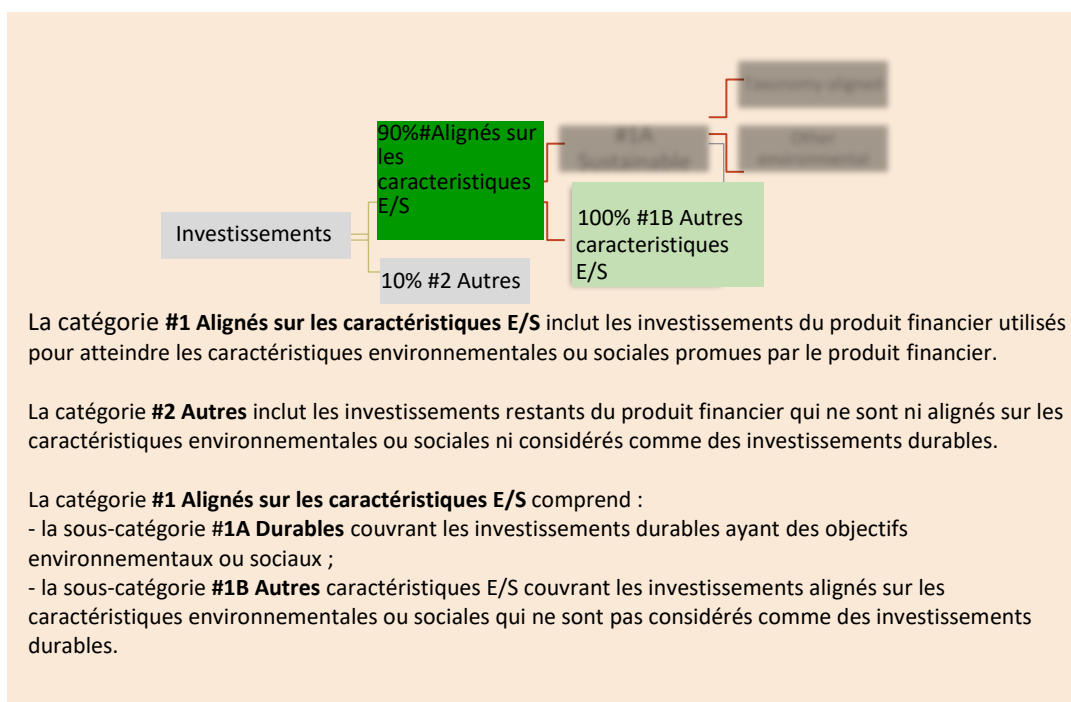 Taxonomy aligned
90%#Alignés sur
les
caracteristiques
E/S
#1A
Sustainable
Other
environmental
Investissements
100% #1B Autres
caracteristiques
E/S
10% #2 Autres
La catégorie #1 Alignés sur les caractéristiques E/S inclut les investissements du produit financier utilisés
pour atteindre les caractéristiques environnementales ou sociales promues par le produit financier.
La catégorie #2 Autres inclut les investissements restants du produit financier qui ne sont ni alignés sur les
caractéristiques environnementales ou sociales ni considérés comme des investissements durables.
La catégorie #1 Alignés sur les caractéristiques E/S comprend :
- la sous-catégorie #1A Durables couvrant les investissements durables ayant des objectifs
environnementaux ou sociaux ;
- la sous-catégorie #1B Autres caractéristiques E/S couvrant les investissements alignés sur les
caractéristiques environnementales ou sociales qui ne sont pas considérés comme des investissements
durables.